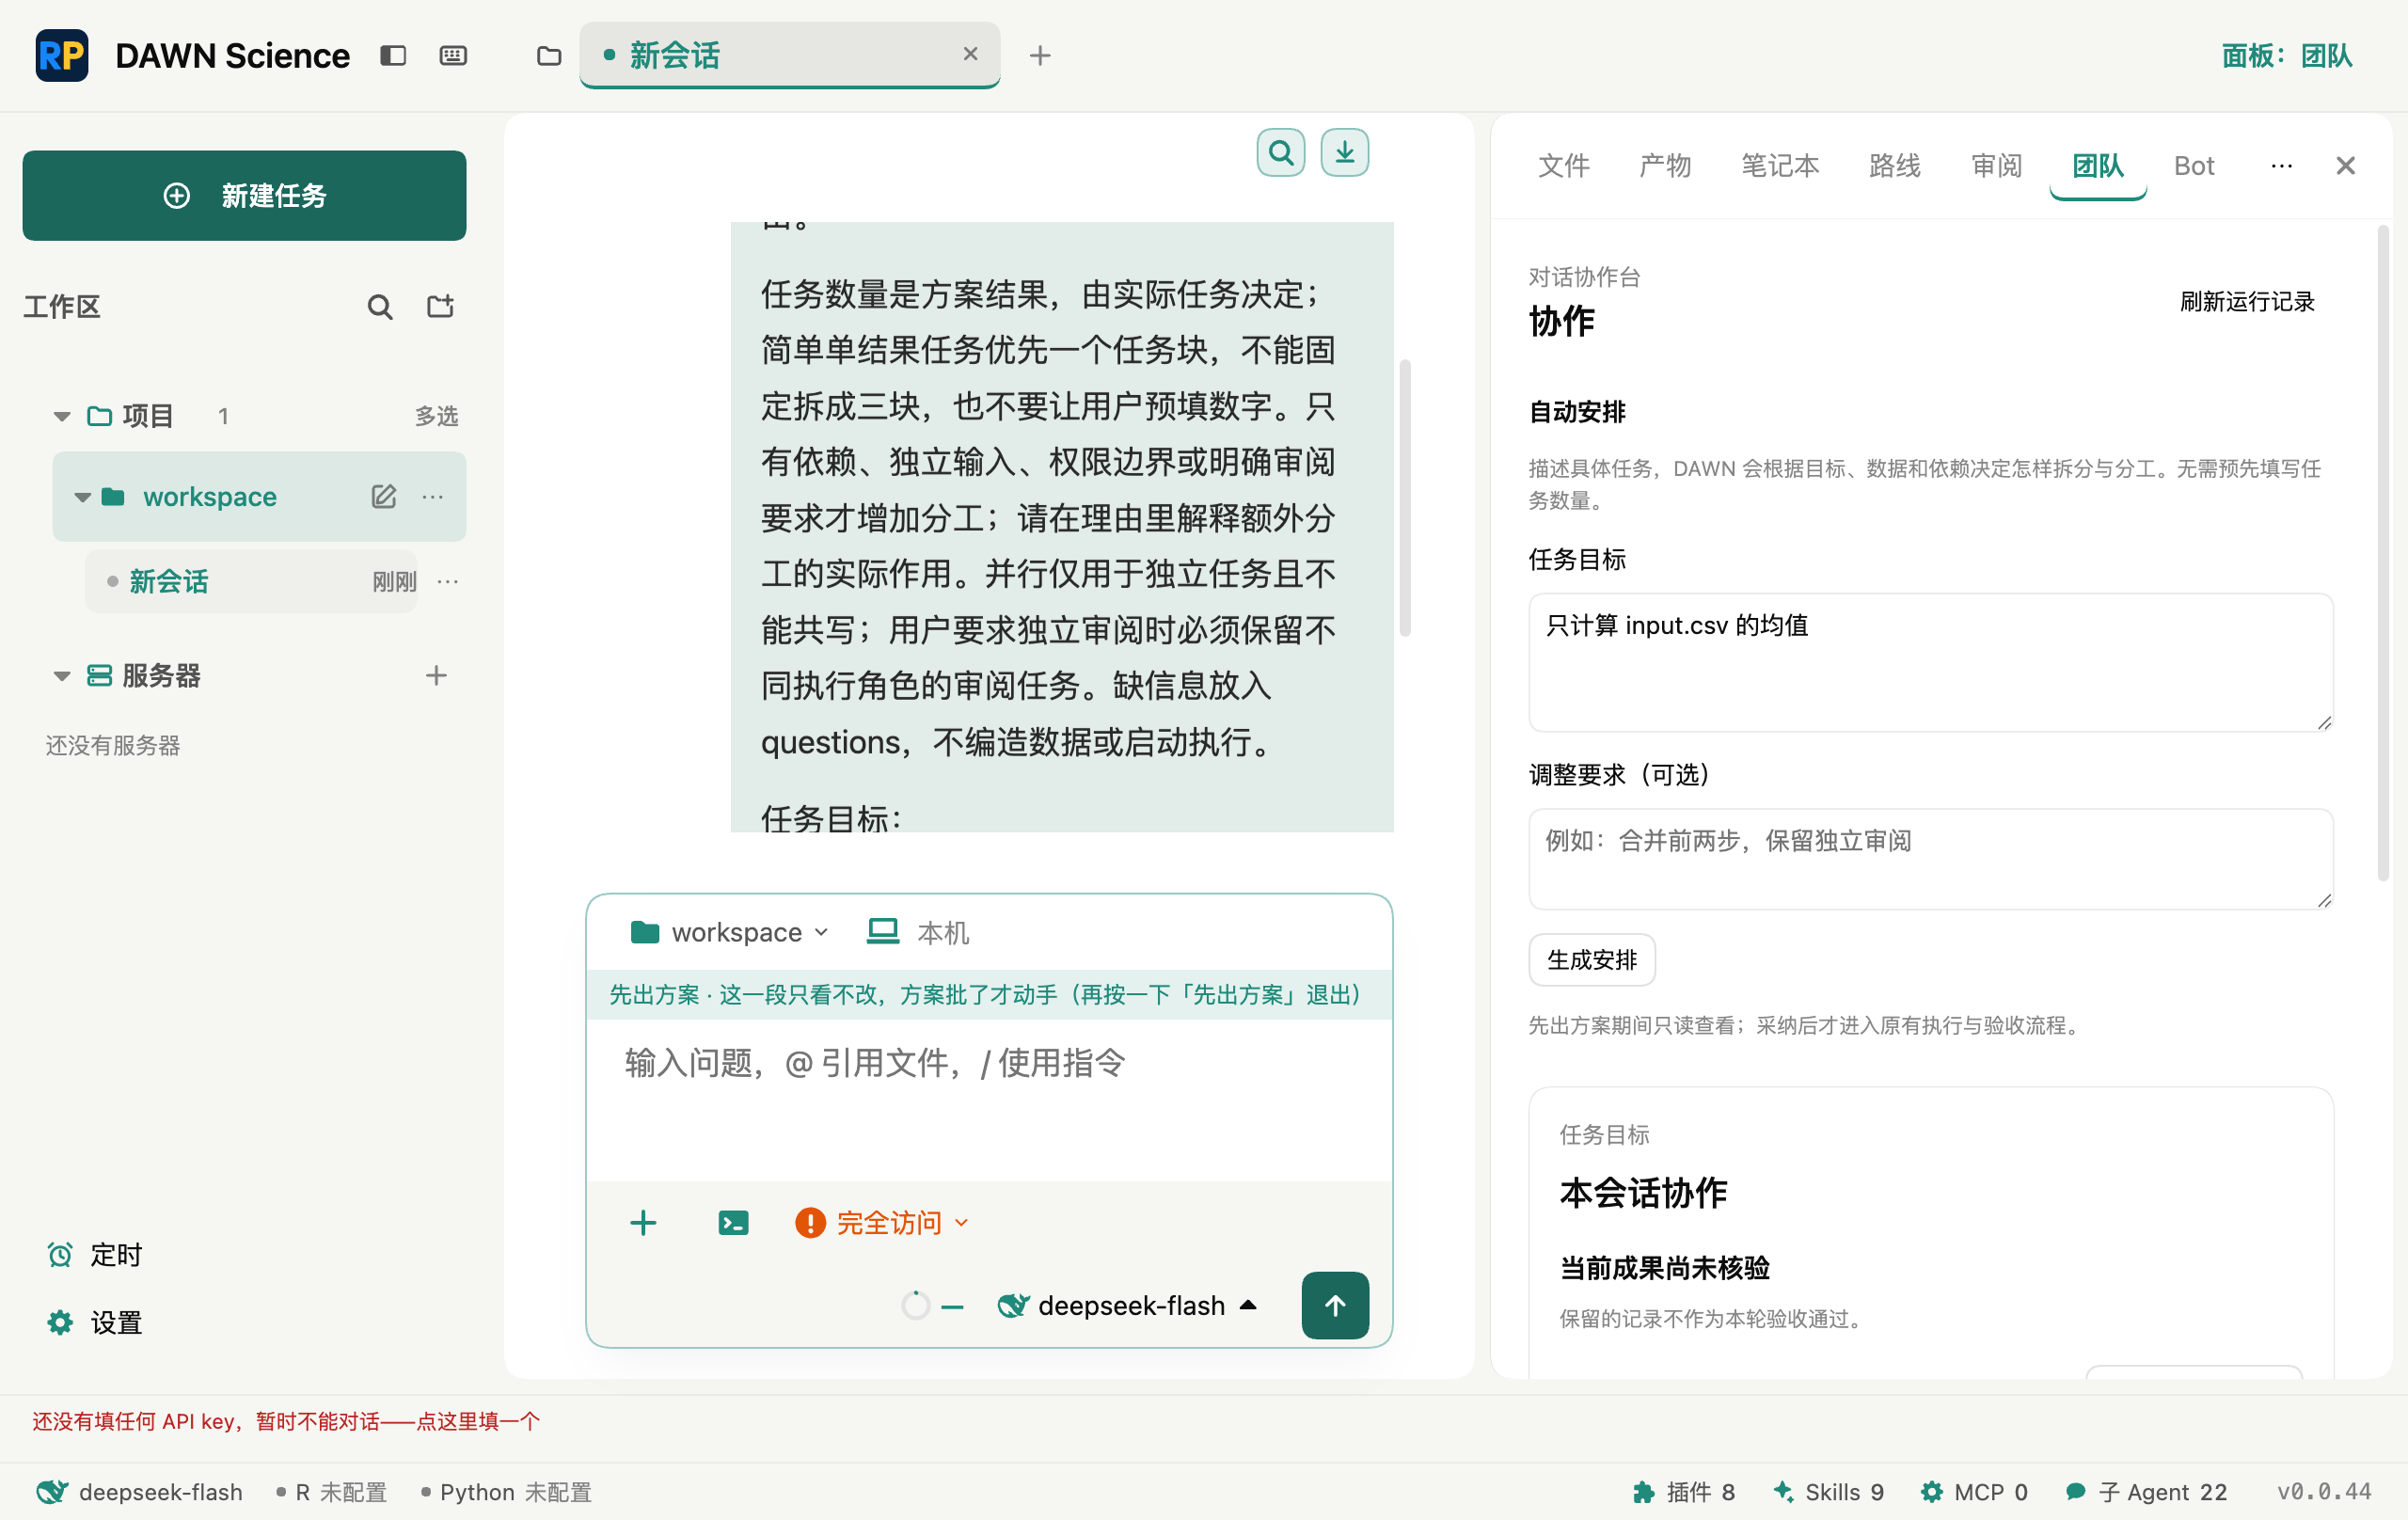 RP DAWN Science
新会话
面板：团队
新建任务
工作区
项目 1 多选
workspace
新会话 刚刚
服务器
还没有服务器
定时
设置
出。
任务数量是方案结果，由实际任务决定；
简单单结果任务优先一个任务块，不能固
定拆成三块，也不要让用户预填数字。只
有依赖、独立输入、权限边界或明确审阅
要求才增加分工；请在理由里解释额外分
工的实际作用。并行仅用于独立任务且不
能共写；用户要求独立审阅时必须保留不
同执行角色的审阅任务。缺信息放入
questions，不编造数据或启动执行。
任务目标：
workspace 本机
先出方案 · 这一段只看不改，方案批了才动手（再按一下「先出方案」退出）
输入问题，@ 引用文件，/ 使用指令
完全访问
deepseek-flash
文件 产物 笔记本 路线 审阅 团队 Bot
对话协作台
协作
刷新运行记录
自动安排
描述具体任务，DAWN 会根据目标、数据和依赖决定怎样拆分与分工。无需预先填写任
务数量。
任务目标
只计算 input.csv 的均值
调整要求（可选）
例如：合并前两步，保留独立审阅
生成安排
先出方案期间只读查看；采纳后才进入原有执行与验收流程。
任务目标
本会话协作
当前成果尚未核验
保留的记录不作为本轮验收通过。
还没有填任何 API key，暂时不能对话——点这里填一个
deepseek-flash R 未配置 Python 未配置
插件 8 Skills 9 MCP 0 子 Agent 22 v0.0.44